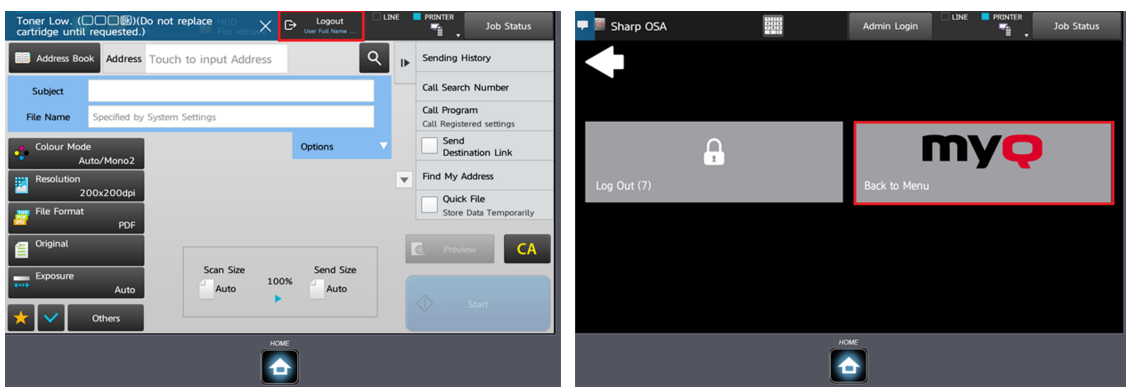 Toner Low. (
)(Do not replace
cartridge until requested.)
Logout
User Full Name ...
LINE
PRINTER
Job Status
Address Book
Address
Touch to input Address
Sending History
Subject
Call Search Number
File Name
Specified by System Settings
Call Program
Call Registered settings
Options
Send
Destination Link
Colour Mode
Auto/Mono2
Find My Address
Resolution
200x200dpi
Quick File
Store Data Temporarily
File Format
PDF
Original
Preview
CA
Exposure
Auto
Scan Size
Auto
100%
Send Size
Auto
Start
Others
HOME
Sharp OSA
Admin Login
LINE
PRINTER
Job Status
Log Out (7)
myQ
Back to Menu
HOME